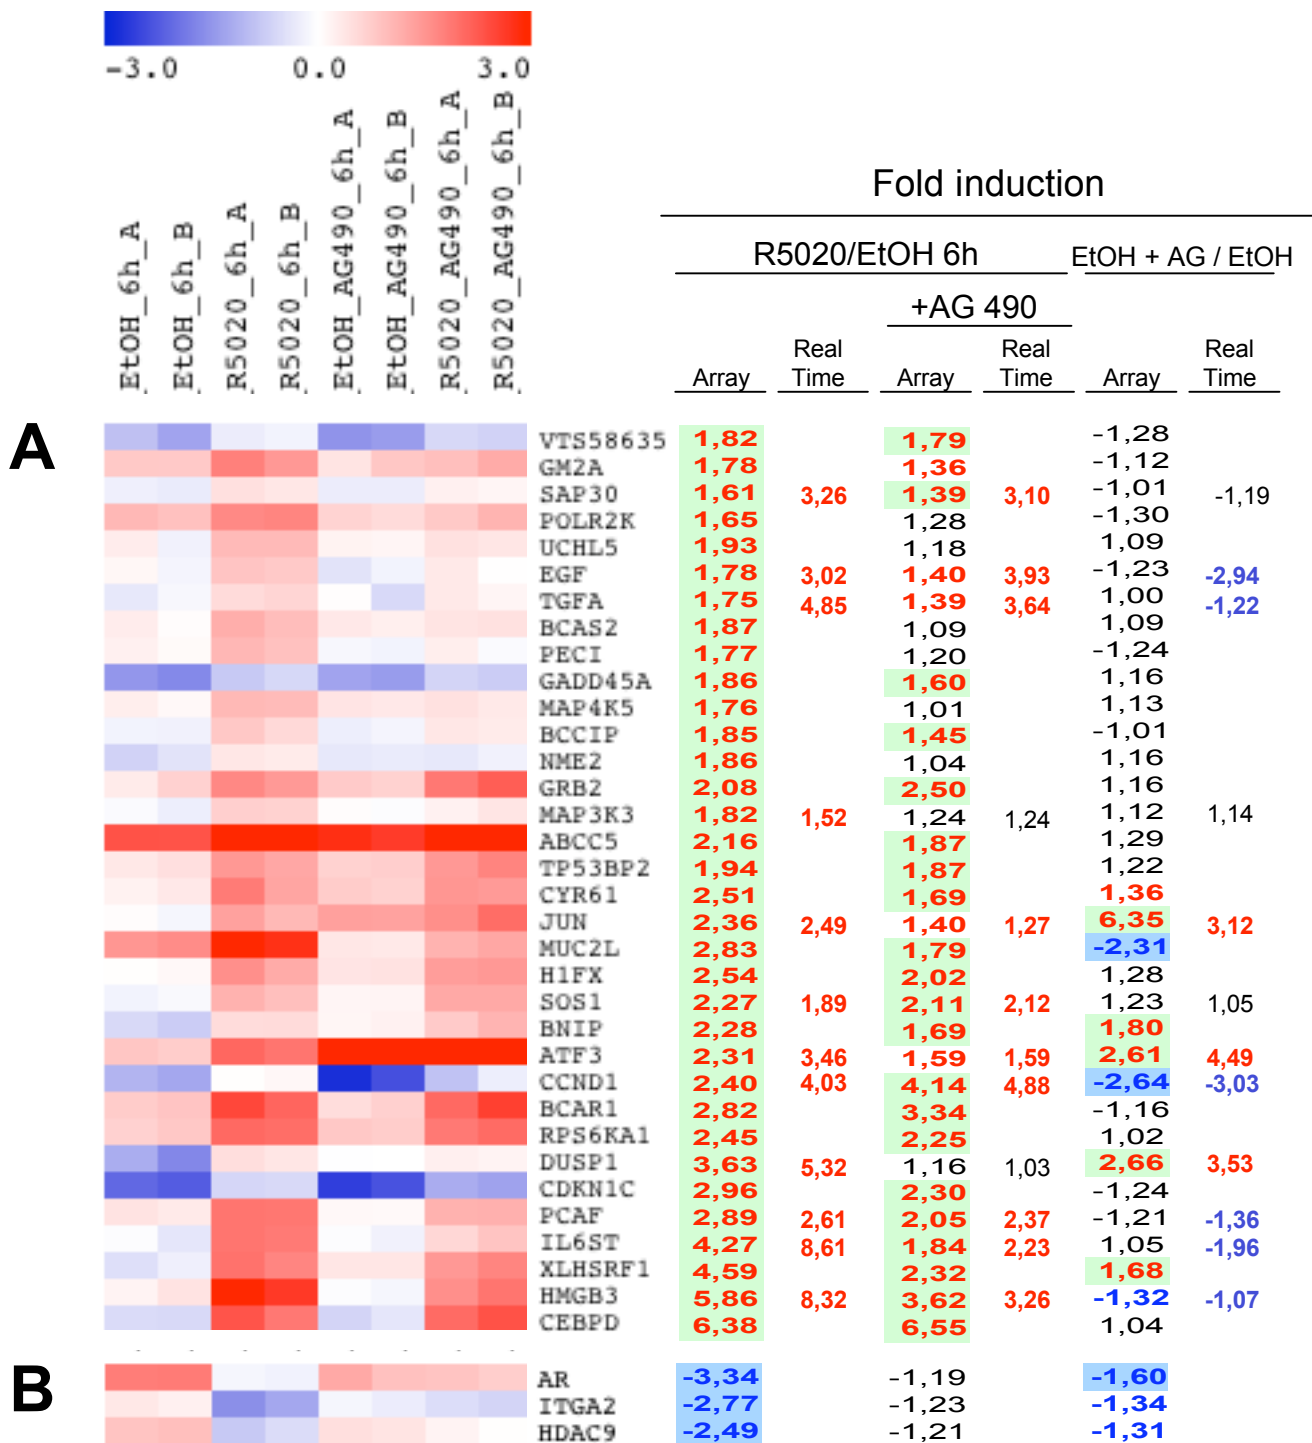 -3.0 0.0 3.0
EtOH_6h_A
EtOH_6h_B
R5020_6h_A
R5020_6h_B
EtOH_AG490_6h_A
EtOH_AG490_6h_B
R5020_AG490_6h_A
R5020_AG490_6h_B
Fold induction
R5020/EtOH 6h EtOH + AG / EtOH
+AG 490
Array Real Time Array Real Time Array Real Time
A
VTS58635 1,82 1,79 -1,28
GM2A 1,78 1,36 -1,12
SAP30 1,61 3,26 1,39 3,10 -1,01 -1,19
POLR2K 1,65 1,28 -1,30
UCHL5 1,93 1,18 1,09
EGF 1,78 3,02 1,40 3,93 -1,23 -2,94
TGFA 1,75 4,85 1,39 3,64 1,00 -1,22
BCAS2 1,87 1,09 1,09
PECI 1,77 1,20 -1,24
GADD45A 1,86 1,60 1,16
MAP4K5 1,76 1,01 1,13
BCCIP 1,85 1,45 -1,01
NME2 1,86 1,04 1,16
GRB2 2,08 2,50 1,16
MAP3K3 1,82 1,52 1,24 1,24 1,12 1,14
ABCC5 2,16 1,87 1,29
TP53BP2 1,94 1,87 1,22
CYR61 2,51 1,69 1,36
JUN 2,36 2,49 1,40 1,27 6,35 3,12
MUC2L 2,83 1,79 -2,31
H1FX 2,54 2,02 1,28
SOS1 2,27 1,89 2,11 2,12 1,23 1,05
BNIP 2,28 1,69 1,80
ATF3 2,31 3,46 1,59 1,59 2,61 4,49
CCND1 2,40 4,03 4,14 4,88 -2,64 -3,03
BCAR1 2,82 3,34 -1,16
RPS6KA1 2,45 2,25 1,02
DUSP1 3,63 5,32 1,16 1,03 2,66 3,53
CDKN1C 2,96 2,30 -1,24
PCAF 2,89 2,61 2,05 2,37 -1,21 -1,36
IL6ST 4,27 8,61 1,84 2,23 1,05 -1,96
XLHSRF1 4,59 2,32 1,68
HMGB3 5,86 8,32 3,62 3,26 -1,32 -1,07
CEBPD 6,38 6,55 1,04
B
AR -3,34 -1,19 -1,60
ITGA2 -2,77 -1,23 -1,34
HDAC9 -2,49 -1,21 -1,31